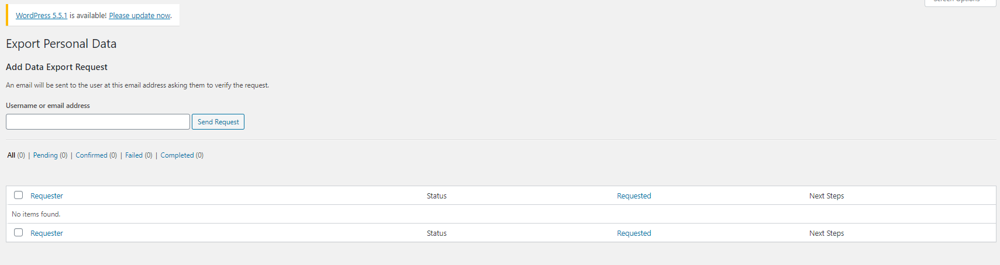 Screen Options
WordPress 5.5.1 is available! Please update now.
Export Personal Data
Add Data Export Request
An email will be sent to the user at this email address asking them to verify the request.
Username or email address
Send Request
All (0) | Pending (0) | Confirmed (0) | Failed (0) | Completed (0)
Requester Status Requested Next Steps
No items found.
Requester Status Requested Next Steps